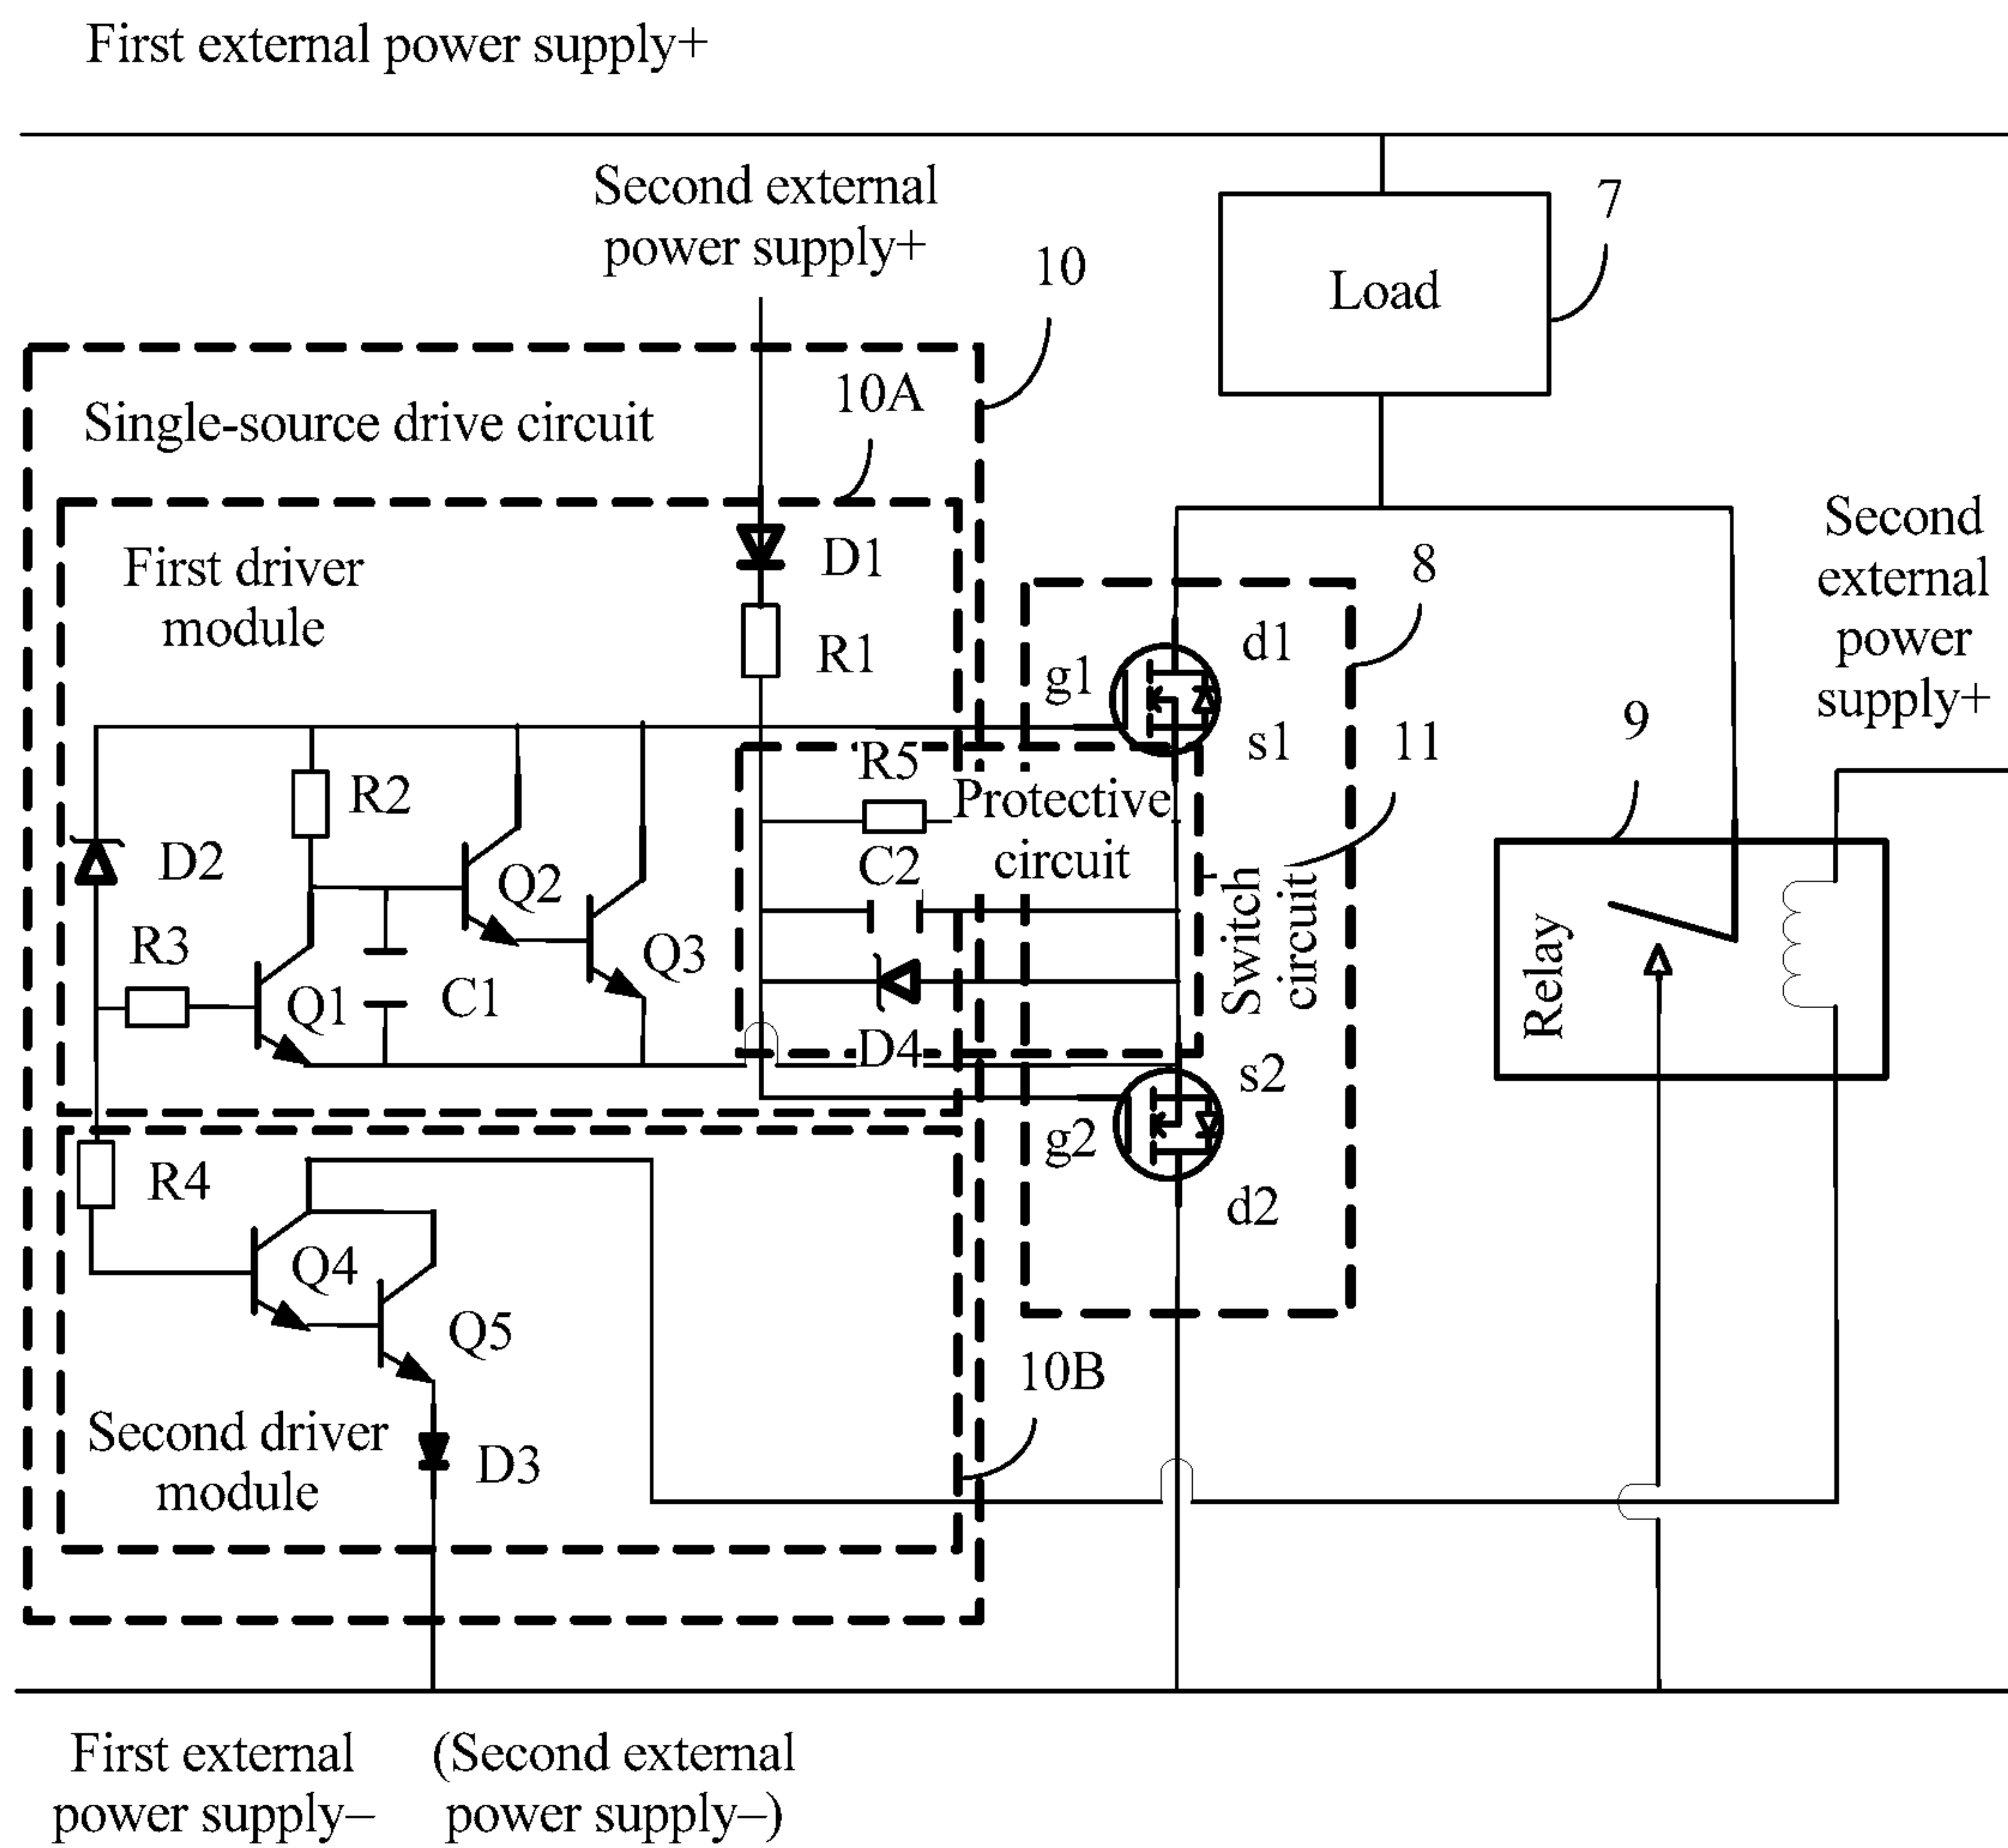 First external power supply+
Second external
power supply+
10
7
Load
10A
Single-source drive circuit
First driver
module
D1
R1
8
d1
g1
s1
11
Second
external
power
supply+
9
R5
Protective
circuit
R2
D2
Q2
C2
R3
Q3
Q1
C1
Switch
circuit
Relay
D4
s2
g2
d2
R4
Q4
Q5
10B
Second driver
module
D3
First external
power supply–
(Second external
power supply–)